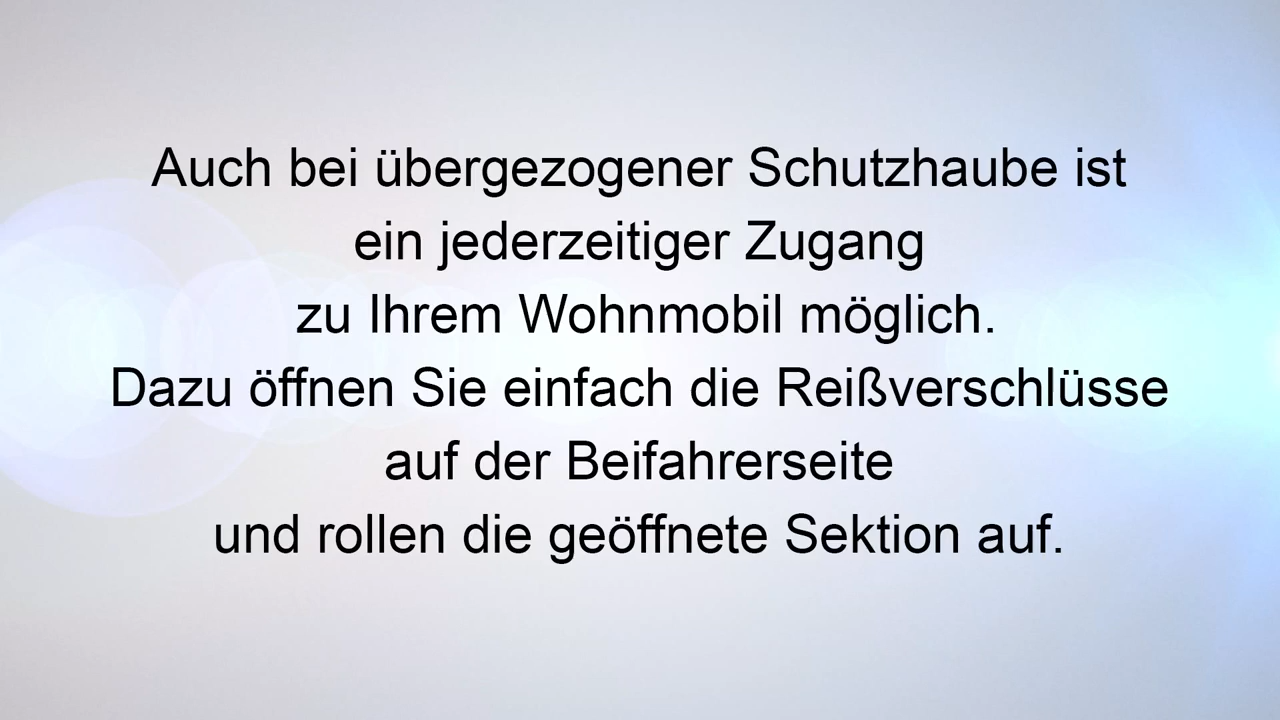 Auch bei übergezogener Schutzhaube ist
ein jederzeitiger Zugang
zu Ihrem Wohnmobil möglich.
Dazu öffnen Sie einfach die Reißverschlüsse
auf der Beifahrerseite
und rollen die geöffnete Sektion auf.